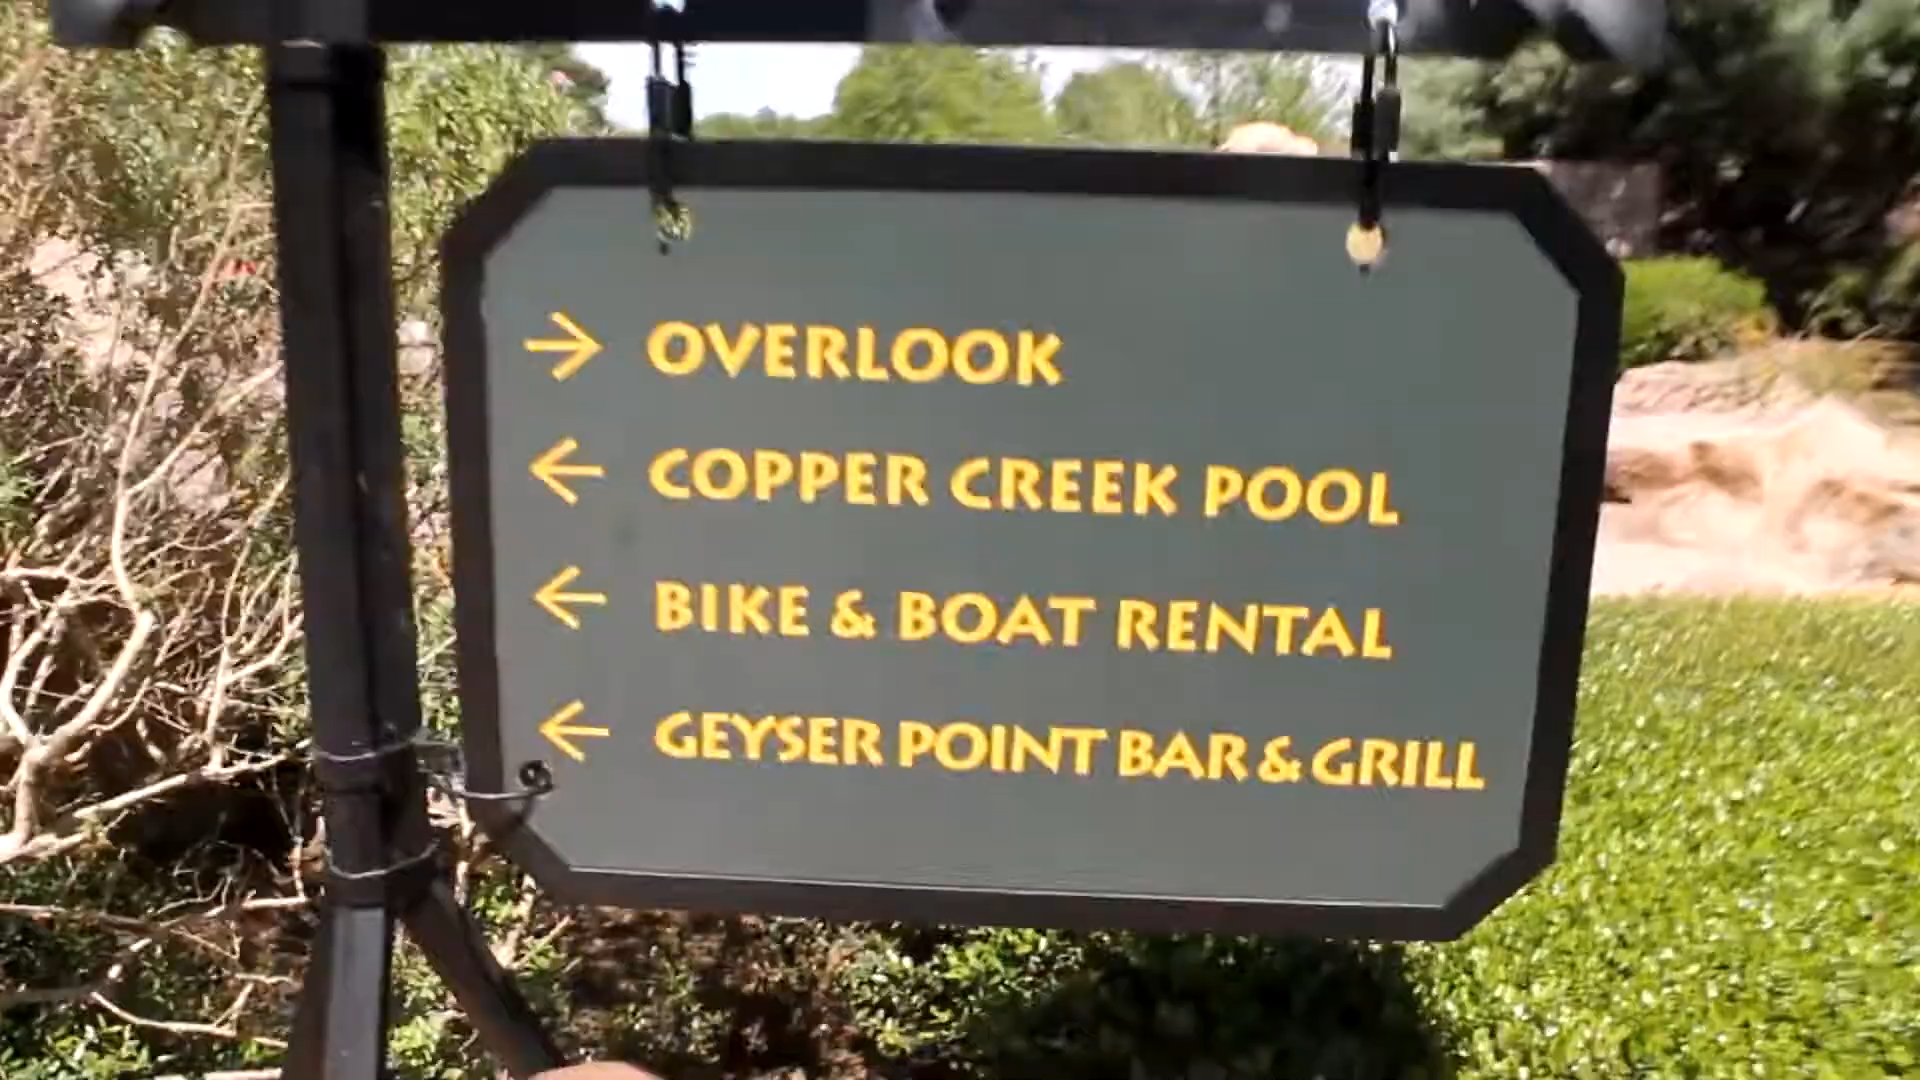 → OVERLOOK
← COPPER CREEK POOL
← BIKE & BOAT RENTAL
← GEYSER POINT BAR & GRILL